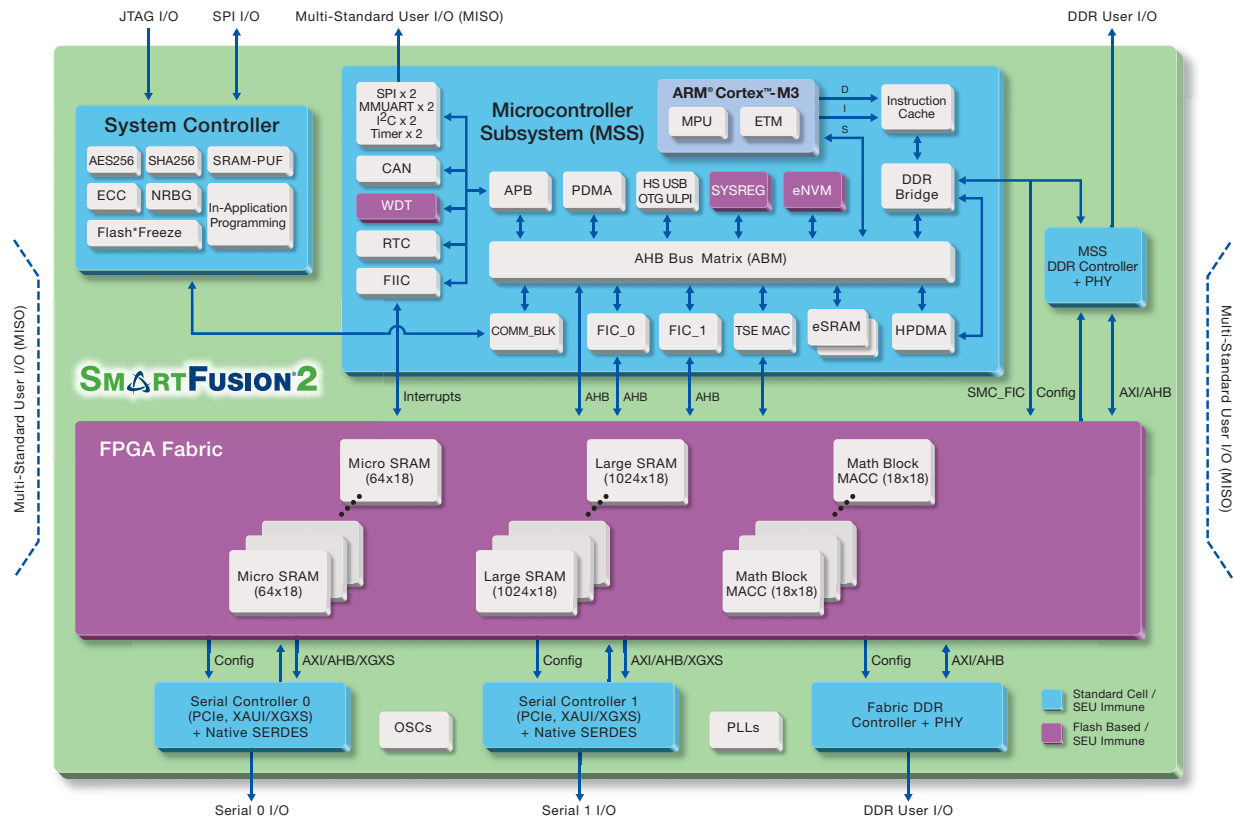 JTAG I/O
SPI I/O
Multi-Standard User I/O (MISO)
DDR User I/O
System Controller
AES256
SHA256
SRAM-PUF
ECC
NRBG
In-Application
Programming
Flash*Freeze
SPI x 2
MMUART x 2
I²C x 2
Timer x 2
CAN
WDT
RTC
FIIC
Microcontroller
Subsystem (MSS)
ARM® Cortex™-M3
MPU
ETM
D
I
S
Instruction
Cache
DDR
Bridge
APB
PDMA
HS USB
OTG ULPI
SYSREG
eNVM
AHB Bus Matrix (ABM)
COMM_BLK
FIC_0
FIC_1
TSE MAC
eSRAM
HPDMA
MSS
DDR Controller
+ PHY
Multi-Standard User I/O (MISO)
Multi-Standard User I/O (MISO)
SMARTFUSION®2
Interrupts
AHB
AHB
AHB
SMC_FIC
Config
AXI/AHB
FPGA Fabric
Micro SRAM
(64x18)
Large SRAM
(1024x18)
Math Block
MACC (18x18)
Micro SRAM
(64x18)
Large SRAM
(1024x18)
Math Block
MACC (18x18)
Config
AXI/AHB/XGXS
Config
AXI/AHB/XGXS
Config
AXI/AHB
Serial Controller 0
(PCIe, XAUI/XGXS)
+ Native SERDES
OSCs
Serial Controller 1
(PCIe, XAUI/XGXS)
+ Native SERDES
PLLs
Fabric DDR
Controller + PHY
Standard Cell /
SEU Immune
Flash Based /
SEU Immune
Serial 0 I/O
Serial 1 I/O
DDR User I/O